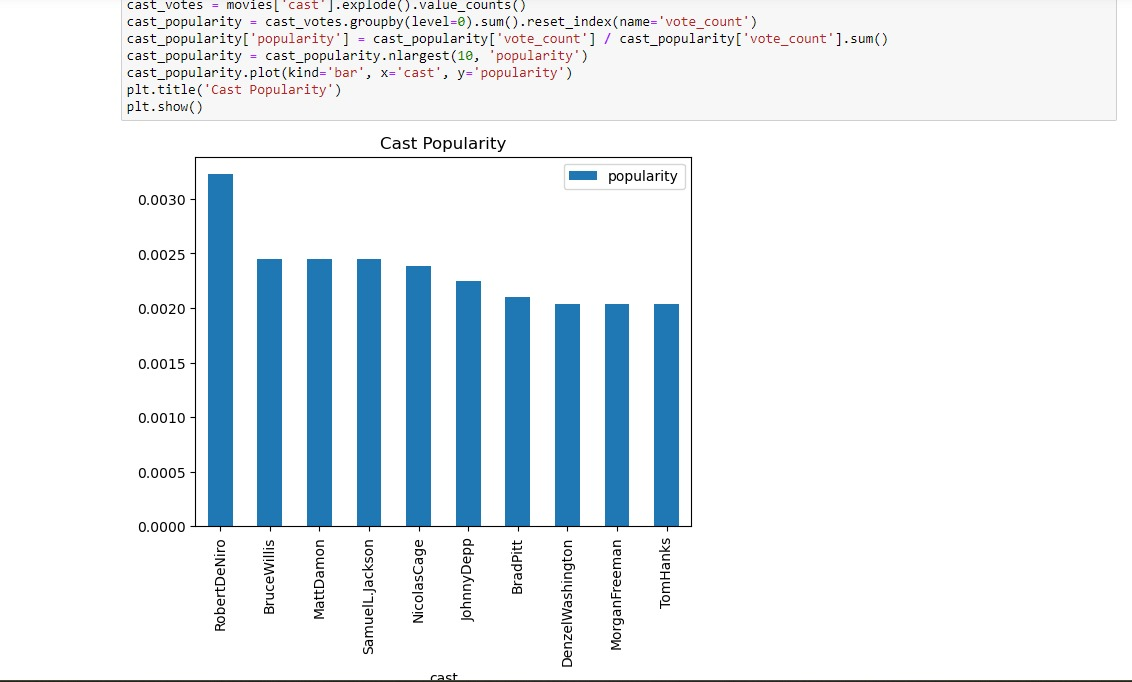 cast_votes = movies['cast'].explode().value_counts()
cast_popularity = cast_votes.groupby(level=0).sum().reset_index(name='vote_count')
cast_popularity['popularity'] = cast_popularity['vote_count'] / cast_popularity['vote_count'].sum()
cast_popularity = cast_popularity.nlargest(10, 'popularity')
cast_popularity.plot(kind='bar', x='cast', y='popularity')
plt.title('Cast Popularity')
plt.show()
Cast Popularity
popularity
0.0030
0.0025
0.0020
0.0015
0.0010
0.0005
0.0000
RobertDeNiro
BruceWillis
MattDamon
SamuelL.Jackson
NicolasCage
JohnnyDepp
BradPitt
DenzelWashington
MorganFreeman
TomHanks
cast